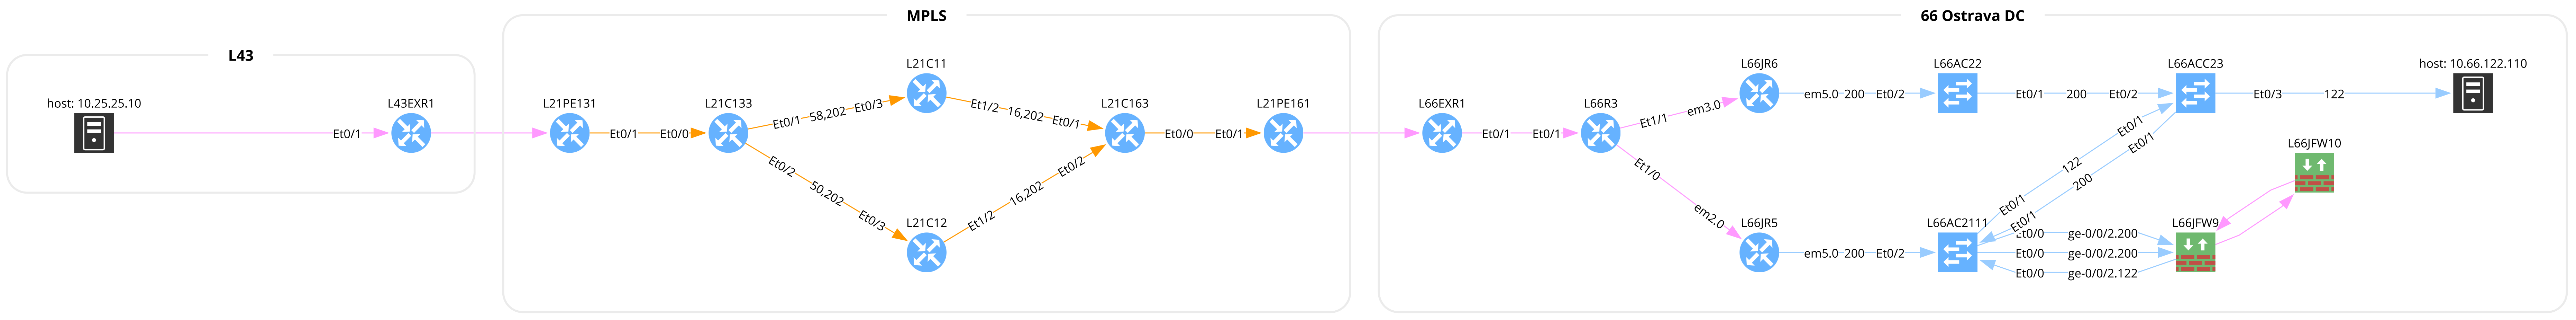 L43
host: 10.25.25.10
Et0/1
L43EXR1
MPLS
L21PE131
Et0/1
Et0/0
L21C133
Et0/1
58,202
Et0/3
L21C11
Et1/2
16,202
Et0/1
Et0/2
50,202
Et0/3
L21C12
Et1/2
16,202
Et0/2
L21C163
Et0/0
Et0/1
L21PE161
66 Ostrava DC
L66EXR1
Et0/1
Et0/1
L66R3
Et1/1
em3.0
L66JR6
em5.0
200
Et0/2
L66AC22
Et0/1
200
Et0/2
L66ACC23
Et0/3
122
host: 10.66.122.110
Et1/0
em2.0
L66JR5
em5.0
200
Et0/2
L66AC2111
Et0/1
122
Et0/1
Et0/1
200
Et0/1
Et0/0
ge-0/0/2.200
Et0/0
ge-0/0/2.200
Et0/0
ge-0/0/2.122
L66JFW9
L66JFW10